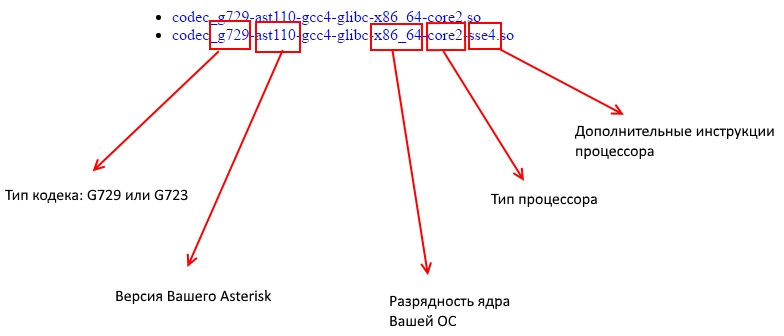 codec_g729-ast110-gcc4-glibc-x86_64-core2.so
codec_g729-ast110-gcc4-glibc-x86_64-core2-sse4.so
Дополнительные инструкции
процессора
Тип кодека: G729 или G723
Тип процессора
Версия Вашего Asterisk
Разрядность ядра
Вашей ОС